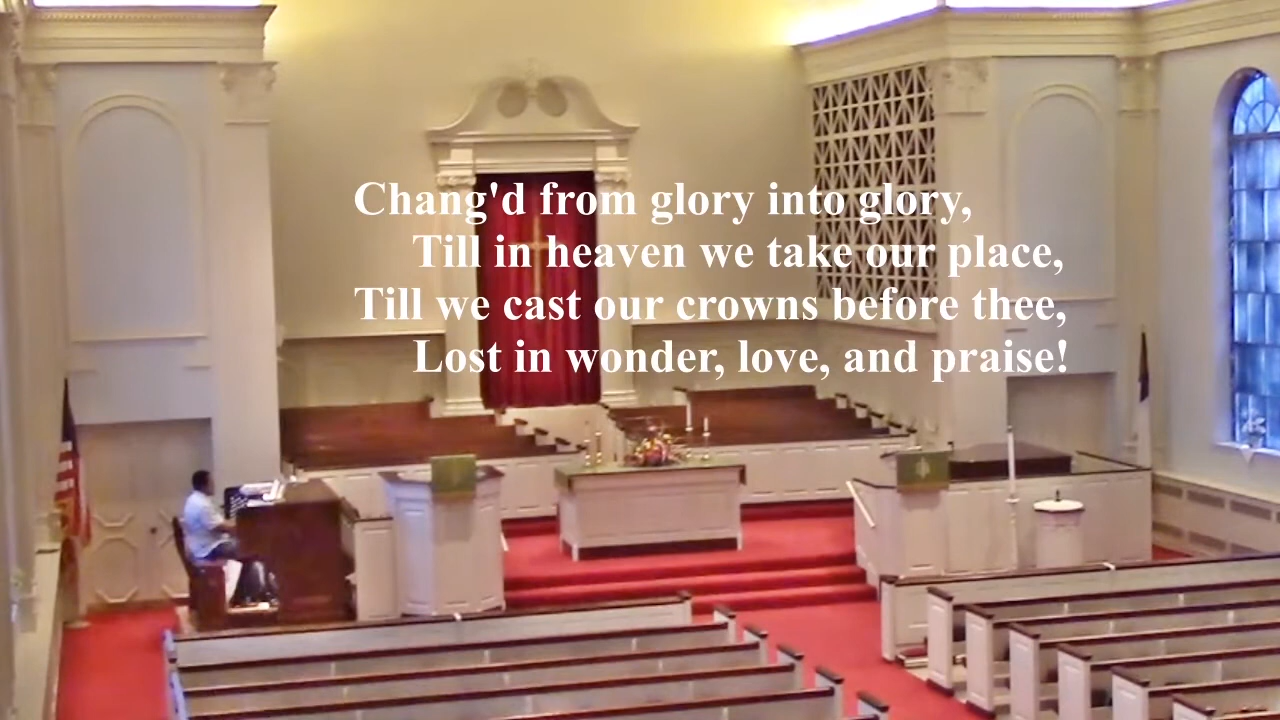 Chang'd from glory into glory,
Till in heaven we take our place,
Till we cast our crowns before thee,
Lost in wonder, love, and praise!